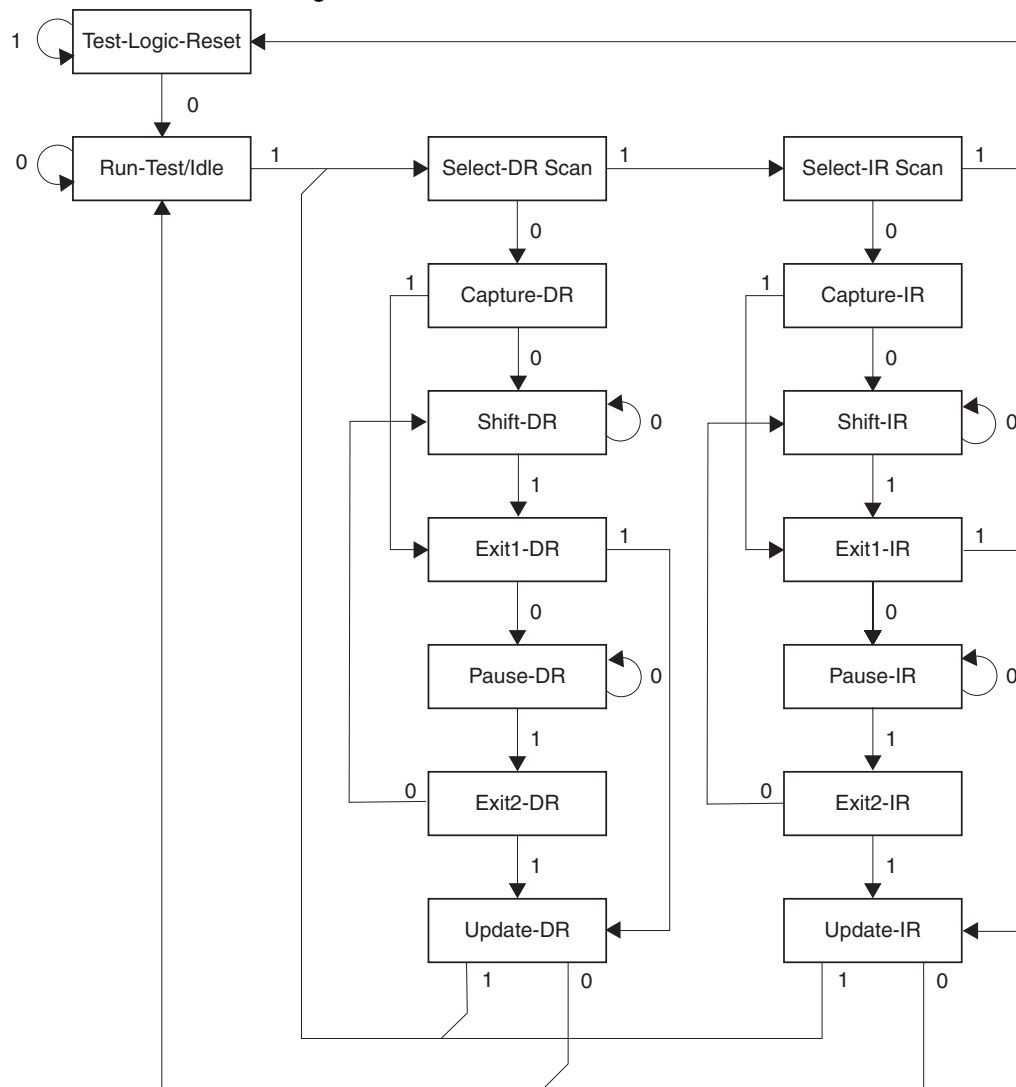 1
Test-Logic-Reset
0
0
Run-Test/Idle
1
Select-DR Scan
1
Select-IR Scan
1
0
0
1
Capture-DR
1
Capture-IR
0
0
Shift-DR
0
Shift-IR
0
1
1
Exit1-DR
1
Exit1-IR
1
0
0
Pause-DR
0
Pause-IR
0
1
1
0
Exit2-DR
0
Exit2-IR
1
1
Update-DR
Update-IR
1
0
1
0